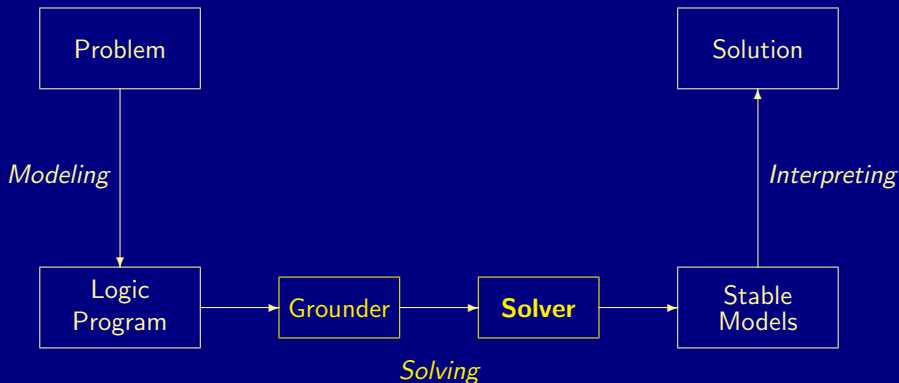 Problem
Solution
Modeling
Interpreting
Logic
Program
Grounder
Solver
Stable
Models
Solving